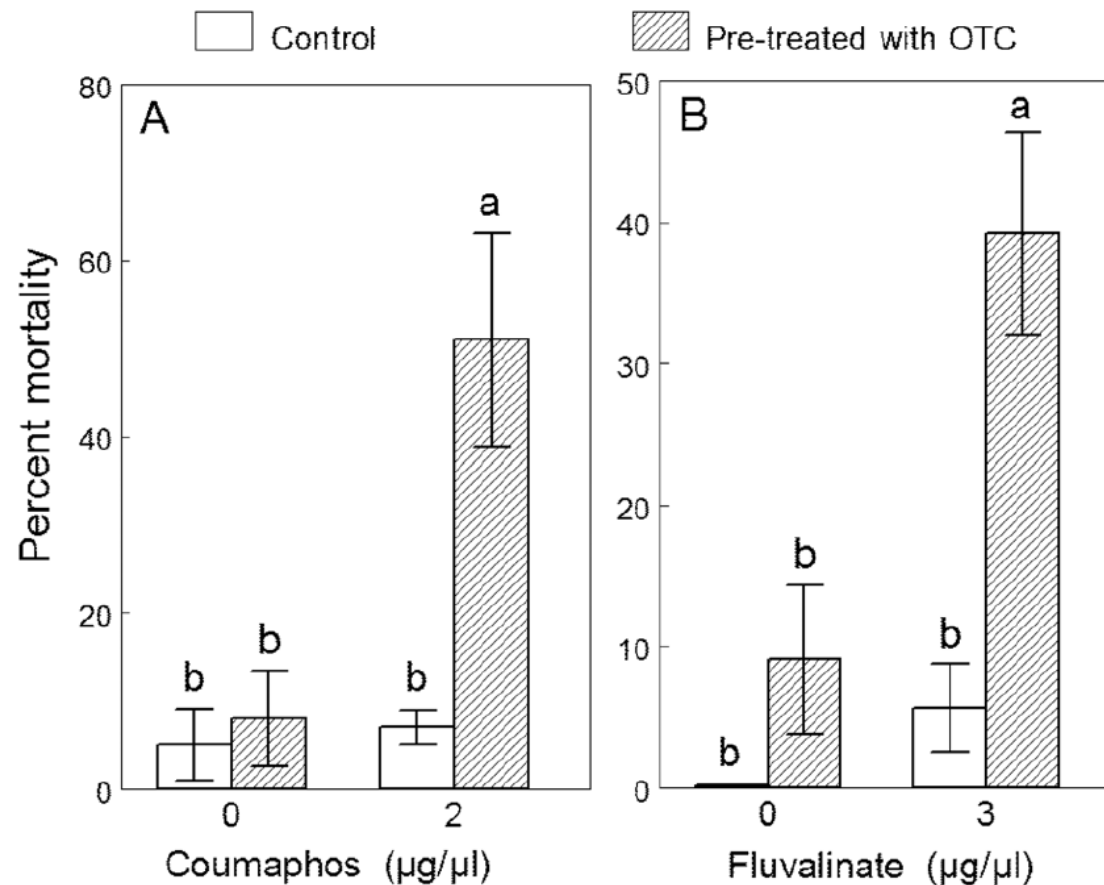 Control
Pre-treated with OTC
Percent mortality
A
80
60
40
20
0
b
b
b
a
0
2
Coumaphos (µg/µl)
B
50
40
30
20
10
0
b
b
b
a
0
3
Fluvalinate (µg/µl)